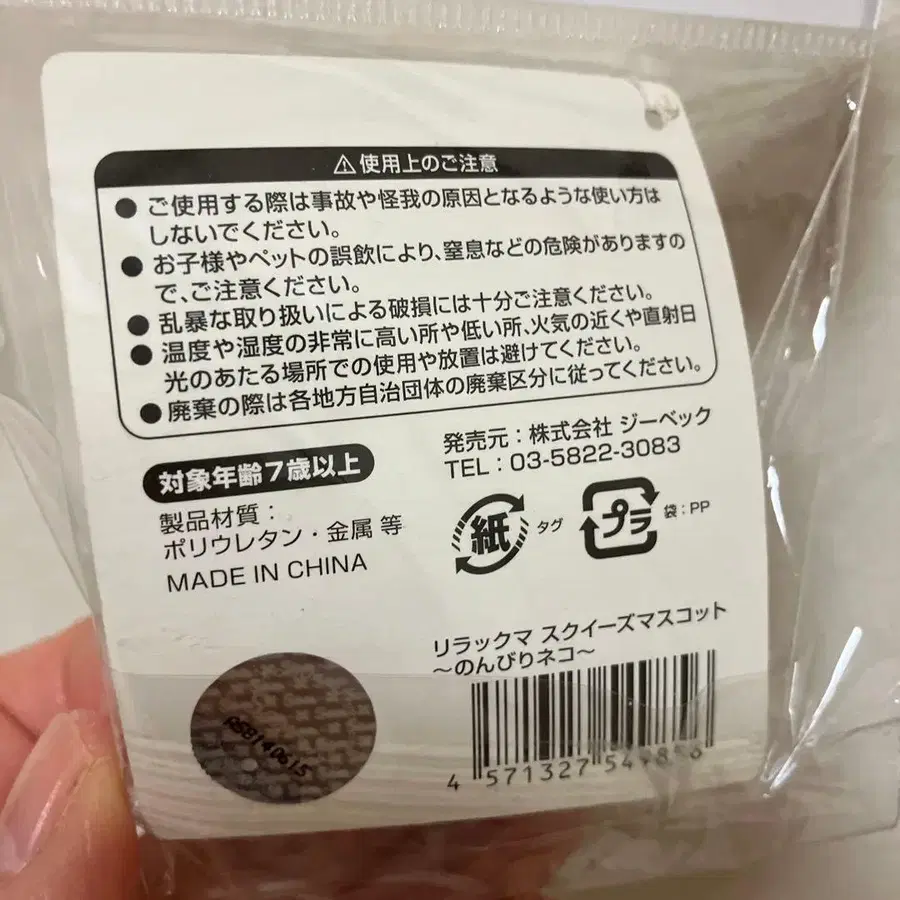 ⚠使用上のご注意
●ご使用する際は事故や怪我の原因となるような使い方は
しないでください。
●お子様やペットの誤飲により、窒息などの危険がありますの
で、ご注意ください。
●乱暴な取り扱いによる破損には十分ご注意ください。
●温度や湿度の非常に高い所や低い所、火気の近くや直射日
光のあたる場所での使用や放置は避けてください。
●廃棄の際は各地方自治団体の廃棄区分に従ってください。
対象年齢7歳以上
製品材質：
ポリウレタン・金属 等
MADE IN CHINA
発売元：株式会社 ジーベック
TEL：03-5822-3083
紙 タグ
プラ 袋：PP
リラックマ スクイーズマスコット
〜のんびりネコ〜
4 571327